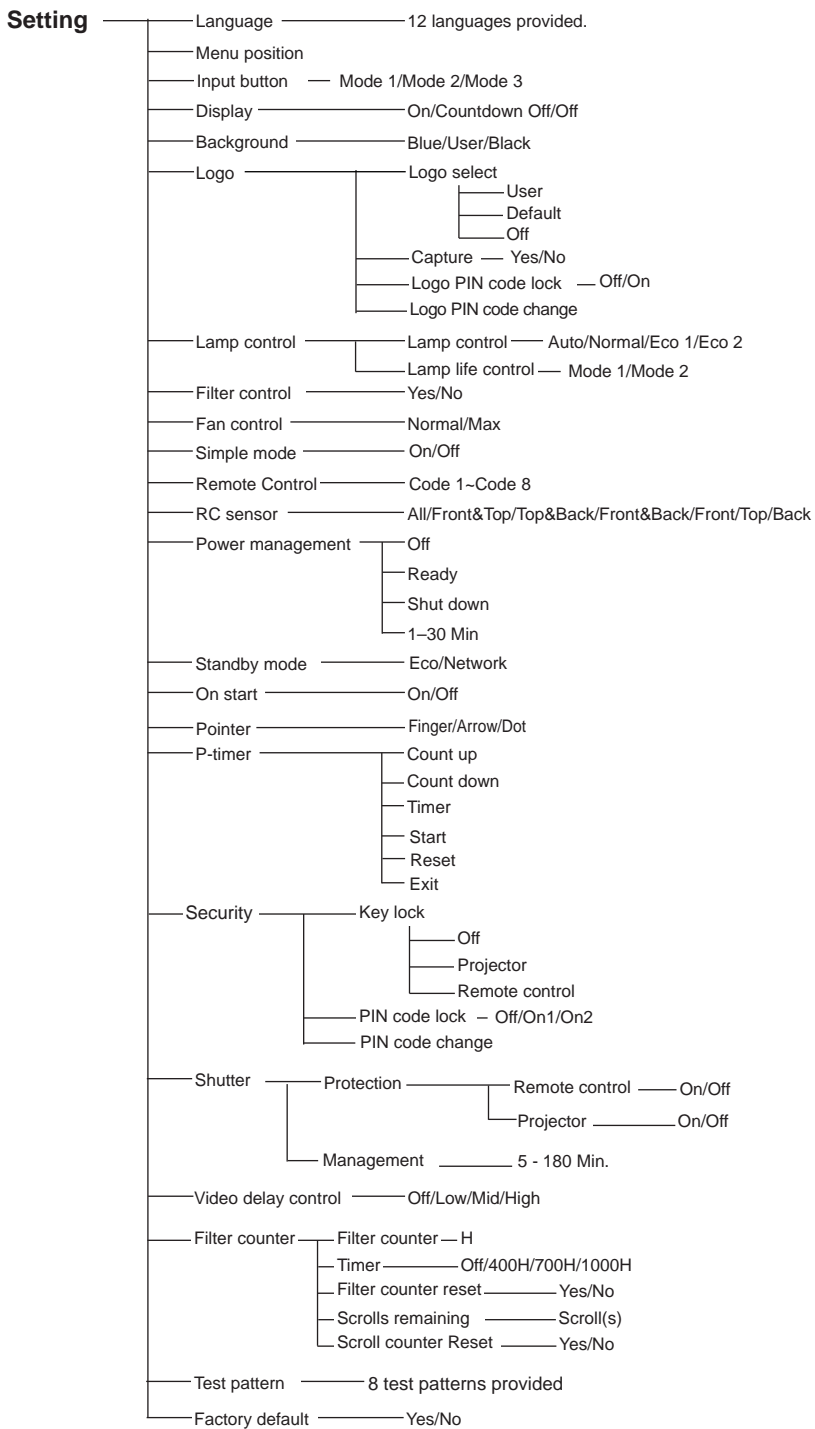 Setting Language 12 languages provided.
Menu position
Input button Mode 1/Mode 2/Mode 3
Display On/Countdown Off/Off
Background Blue/User/Black
Logo Logo select
User
Default
Off
Capture Yes/No
Logo PIN code lock Off/On
Logo PIN code change
Lamp control Lamp control Auto/Normal/Eco 1/Eco 2
Lamp life control Mode 1/Mode 2
Filter control Yes/No
Fan control Normal/Max
Simple mode On/Off
Remote Control Code 1~Code 8
RC sensor All/Front&Top/Top&Back/Front&Back/Front/Top/Back
Power management Off
Ready
Shut down
1–30 Min
Standby mode Eco/Network
On start On/Off
Pointer Finger/Arrow/Dot
P-timer Count up
Count down
Timer
Start
Reset
Exit
Security Key lock
Off
Projector
Remote control
PIN code lock Off/On1/On2
PIN code change
Shutter Protection Remote control On/Off
Projector On/Off
Management 5 - 180 Min.
Video delay control Off/Low/Mid/High
Filter counter Filter counter H
Timer Off/400H/700H/1000H
Filter counter reset Yes/No
Scrolls remaining Scroll(s)
Scroll counter Reset Yes/No
Test pattern 8 test patterns provided
Factory default Yes/No